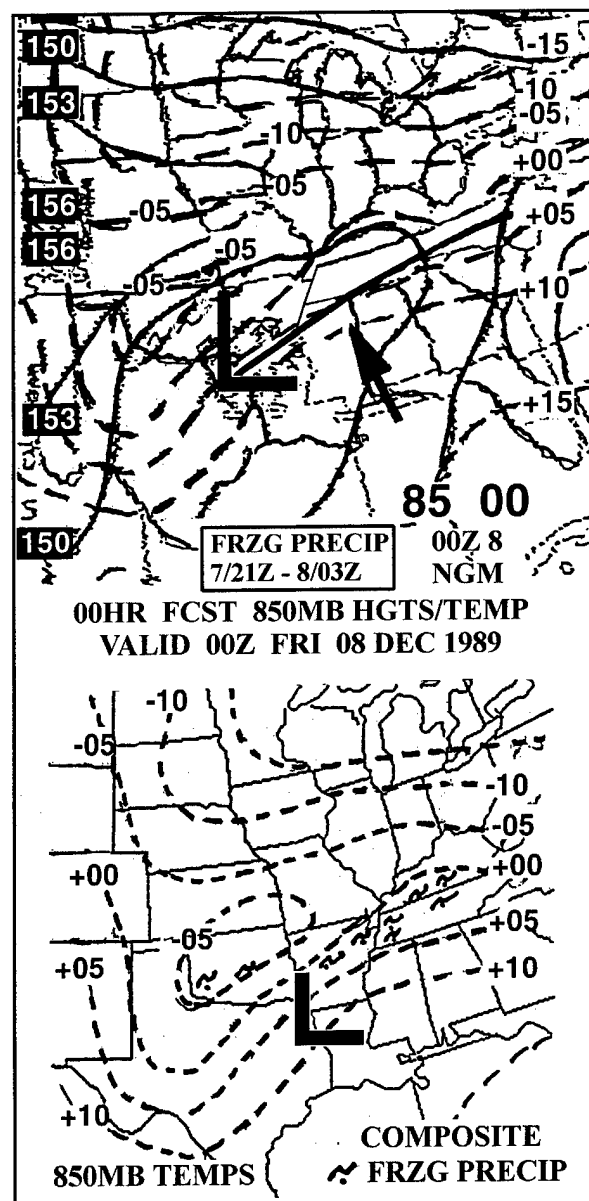 150
-15
153
-10
-10
-05
+00
-05
156
-05
+05
156
-05
-05
+10
L
153
+15
85 00
150
FRZG PRECIP
7/21Z - 8/03Z
00Z 8
NGM
00HR FCST 850MB HGTS/TEMP
VALID 00Z FRI 08 DEC 1989
-10
-05
-10
-05
+00
+00
-05
+05
+05
+10
L
+10
COMPOSITE
850MB TEMPS
FRZG PRECIP